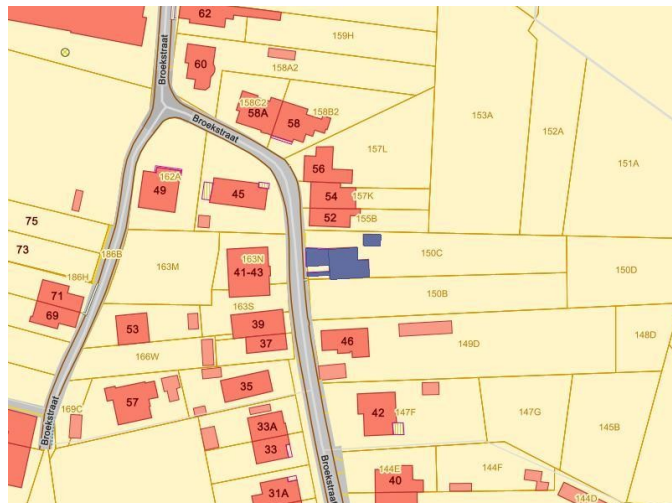 62
159H
Broekstraat
60
158A2
158C2
58A
58
158B2
Broekstraat
153A
152A
151A
157L
56
162A
49
45
54
157K
52
155B
75
73
186B
186H
163M
163N
41-43
150C
150D
150B
71
69
163S
53
39
37
46
149D
148D
166W
57
35
169C
42
147F
147G
145B
33A
33
Broekstraat
Broekstraat
31A
144E
40
144F
144D